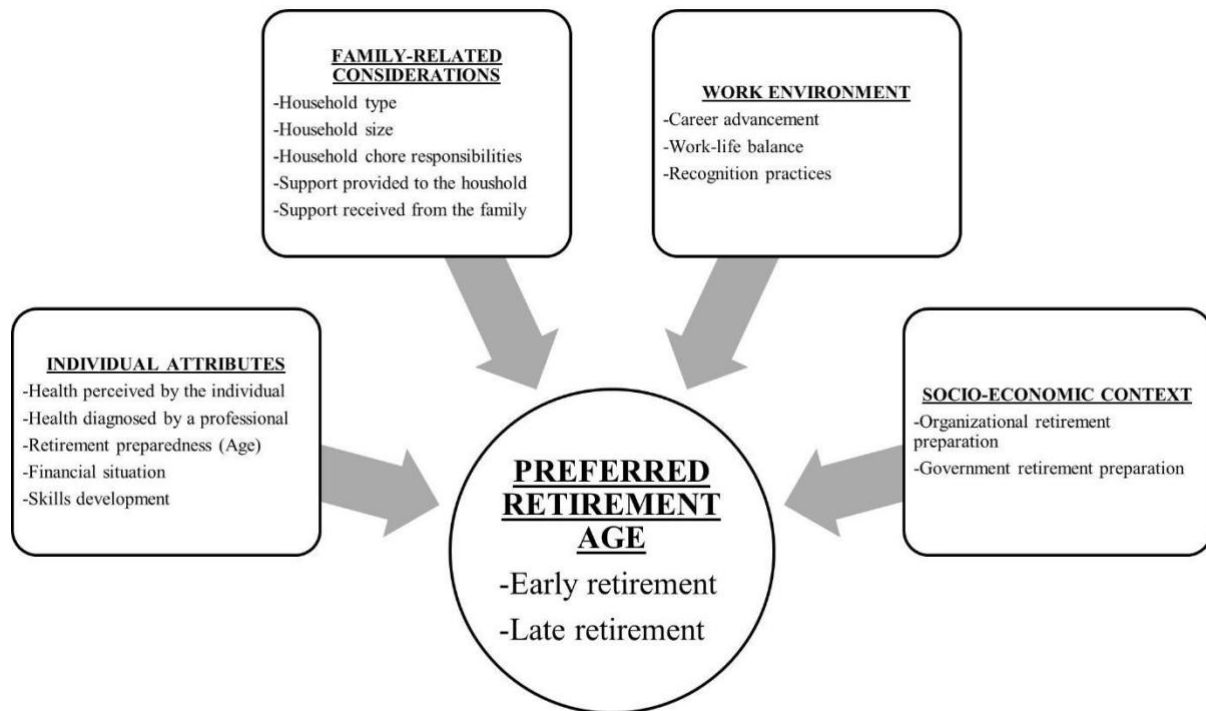 FAMILY-RELATED
CONSIDERATIONS
-Household type
-Household size
-Household chore responsibilities
-Support provided to the houshold
-Support received from the family
WORK ENVIRONMENT
-Career advancement
-Work-life balance
-Recognition practices
INDIVIDUAL ATTRIBUTES
-Health perceived by the individual
-Health diagnosed by a professional
-Retirement preparedness (Age)
-Financial situation
-Skills development
SOCIO-ECONOMIC CONTEXT
-Organizational retirement
preparation
-Government retirement preparation
PREFERRED
RETIREMENT
AGE
-Early retirement
-Late retirement